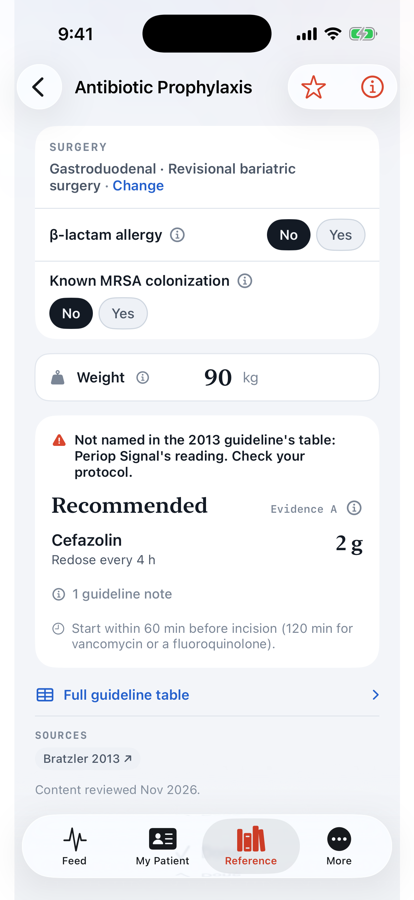 9:41
Antibiotic Prophylaxis
SURGERY
Gastroduodenal · Revisional bariatric
surgery · Change
β-lactam allergy
No
Yes
Known MRSA colonization
No
Yes
Weight
90 kg
Not named in the 2013 guideline's table:
Periop Signal's reading. Check your
protocol.
Recommended
Evidence A
Cefazolin
2 g
Redose every 4 h
1 guideline note
Start within 60 min before incision (120 min for
vancomycin or a fluoroquinolone).
Full guideline table
SOURCES
Bratzler 2013 ↗
Content reviewed Nov 2026.
Feed
My Patient
Reference
More